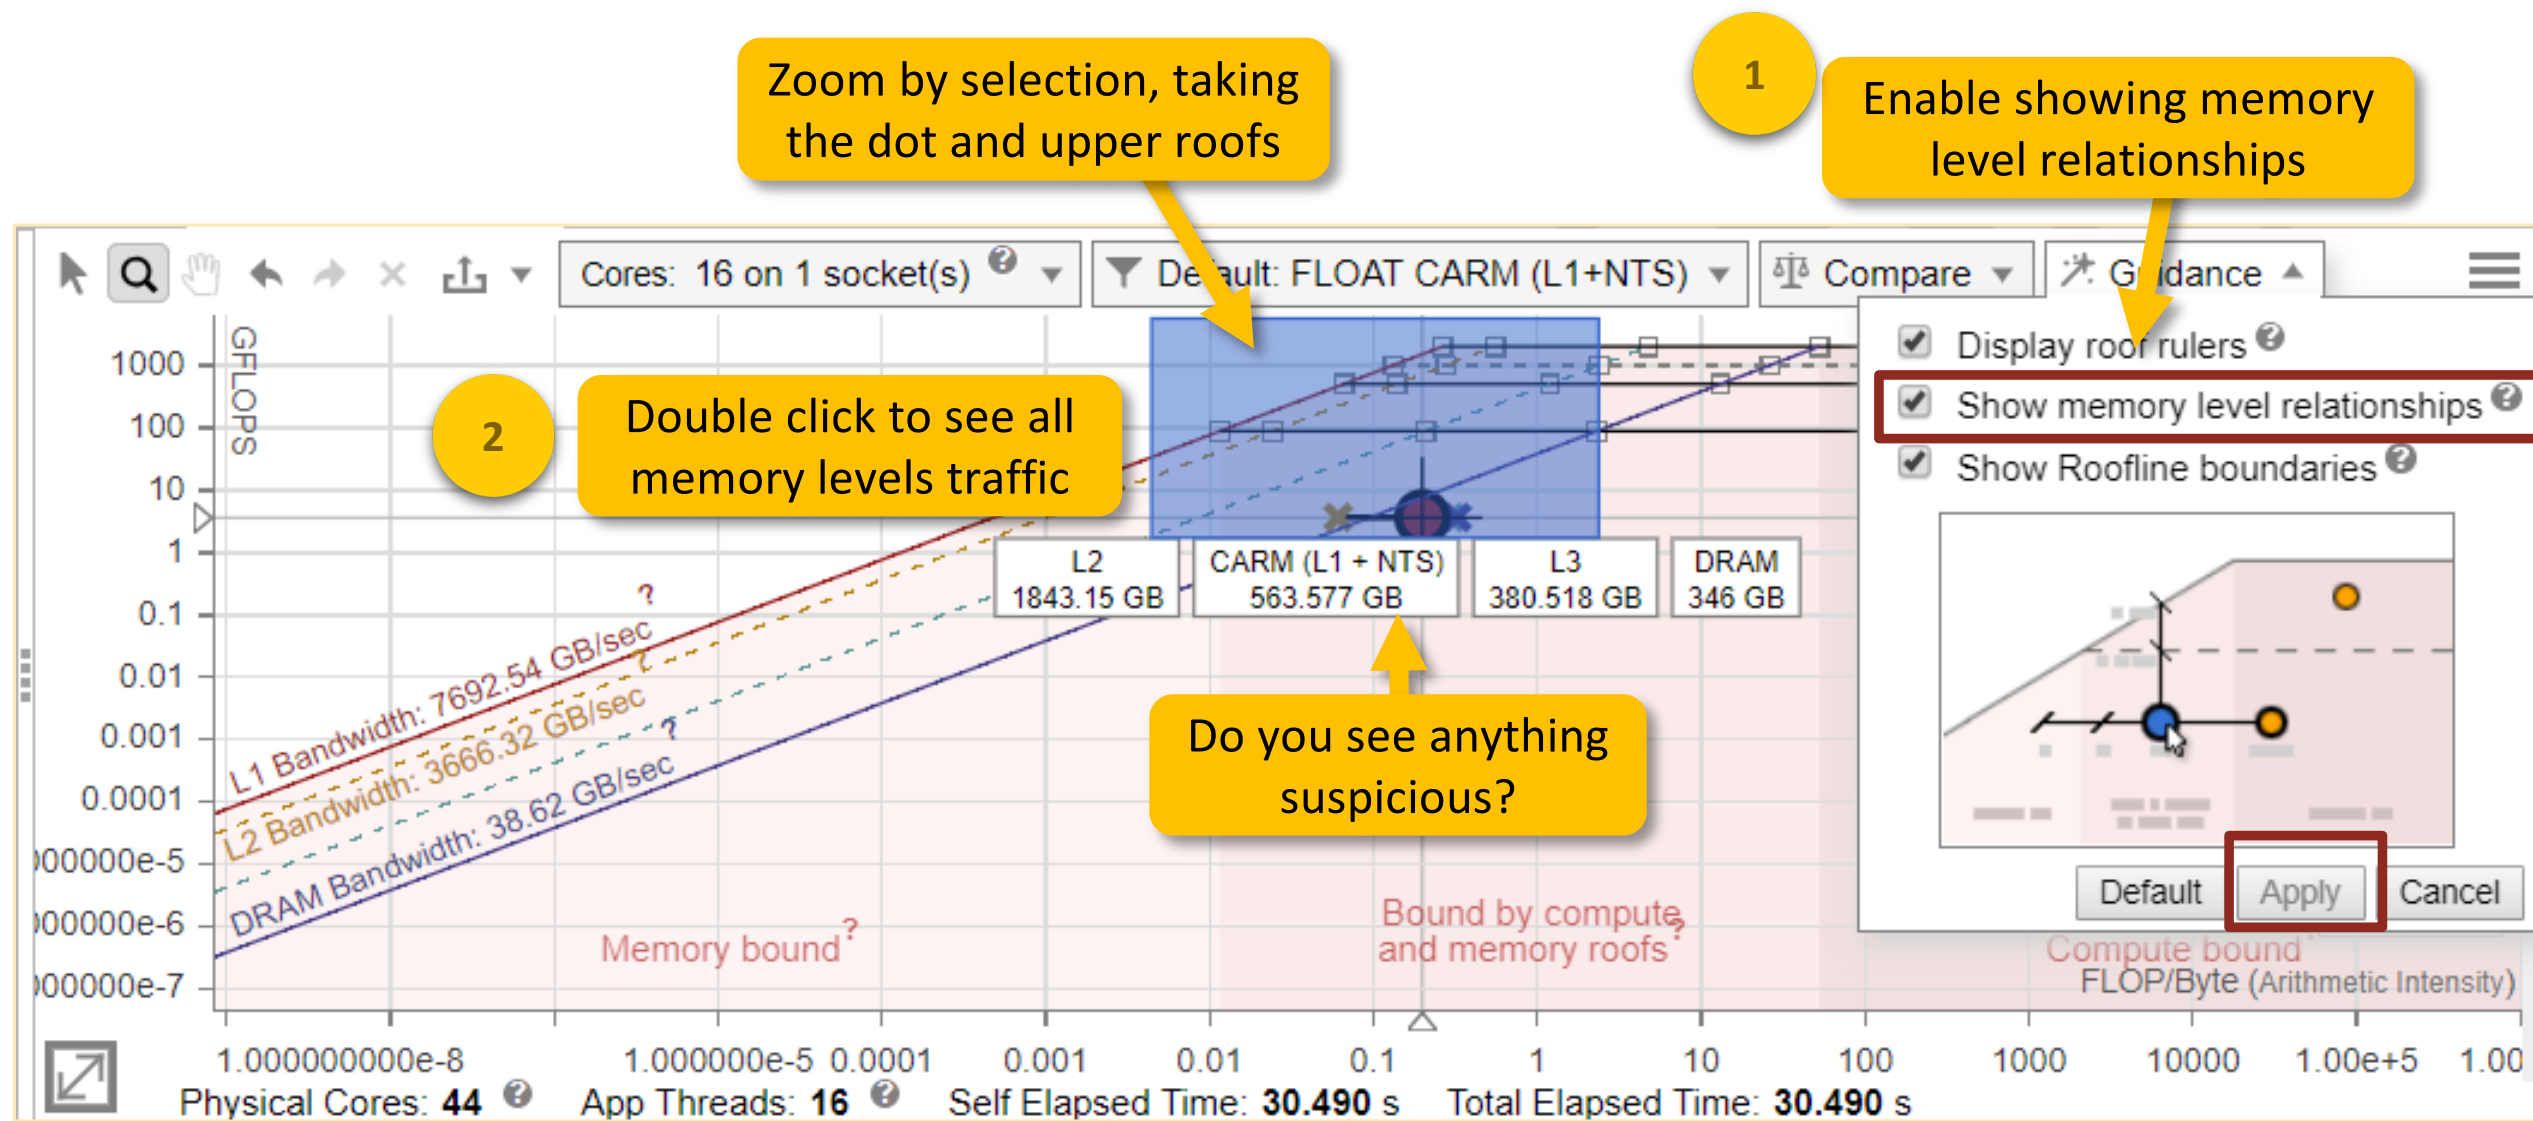 Zoom by selection, taking
the dot and upper roofs
1
Enable showing memory
level relationships
Cores: 16 on 1 socket(s) ?
Default: FLOAT CARM (L1+NTS)
Compare
Guidance
Display roof rulers ?
Show memory level relationships ?
Show Roofline boundaries ?
Default
Apply
Cancel
2
Double click to see all
memory levels traffic
GFLOPS
1000
100
10
1
0.1
0.01
0.001
0.0001
000000e-5
000000e-6
000000e-7
L2
1843.15 GB
CARM (L1 + NTS)
563.577 GB
L3
380.518 GB
DRAM
346 GB
?
L1 Bandwidth: 7692.54 GB/sec
?
L2 Bandwidth: 3666.32 GB/sec
?
DRAM Bandwidth: 38.62 GB/sec
Do you see anything
suspicious?
Memory bound ?
Bound by compute
and memory roofs ?
Compute bound
FLOP/Byte (Arithmetic Intensity)
1.000000000e-8
1.000000e-5
0.0001
0.001
0.01
0.1
1
10
100
1000
10000
1.00e+5
1.00
Physical Cores: 44 ?
App Threads: 16 ?
Self Elapsed Time: 30.490 s
Total Elapsed Time: 30.490 s